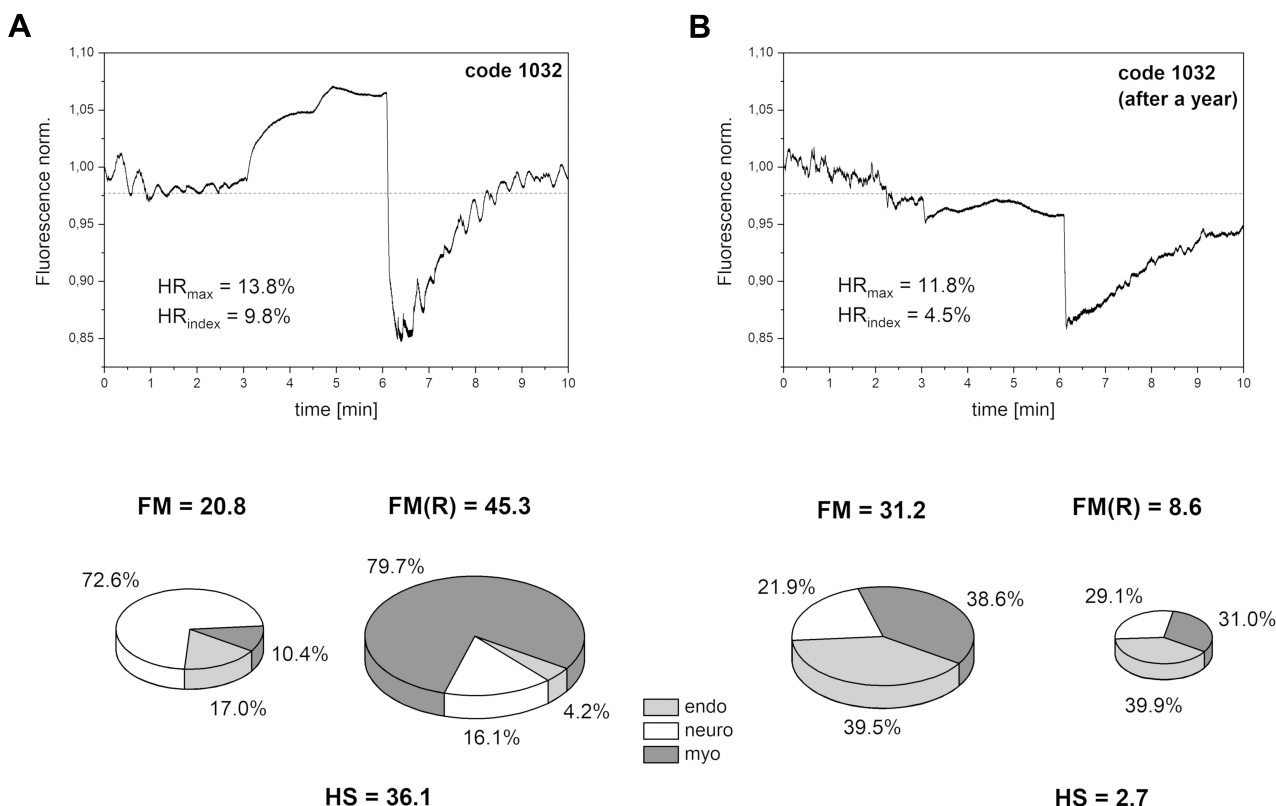 A
B
1,10
1,05
1,00
0,95
0,90
0,85
Fluorescence norm.
code 1032
HRmax = 13.8%
HRindex = 9.8%
0 1 2 3 4 5 6 7 8 9 10
time [min]
1,10
1,05
1,00
0,95
0,90
0,85
Fluorescence norm.
code 1032
(after a year)
HRmax = 11.8%
HRindex = 4.5%
0 1 2 3 4 5 6 7 8 9 10
time [min]
FM = 20.8
72.6%
10.4%
17.0%
FM(R) = 45.3
79.7%
4.2%
16.1%
HS = 36.1
endo
neuro
myo
FM = 31.2
21.9%
38.6%
39.5%
FM(R) = 8.6
29.1%
31.0%
39.9%
HS = 2.7